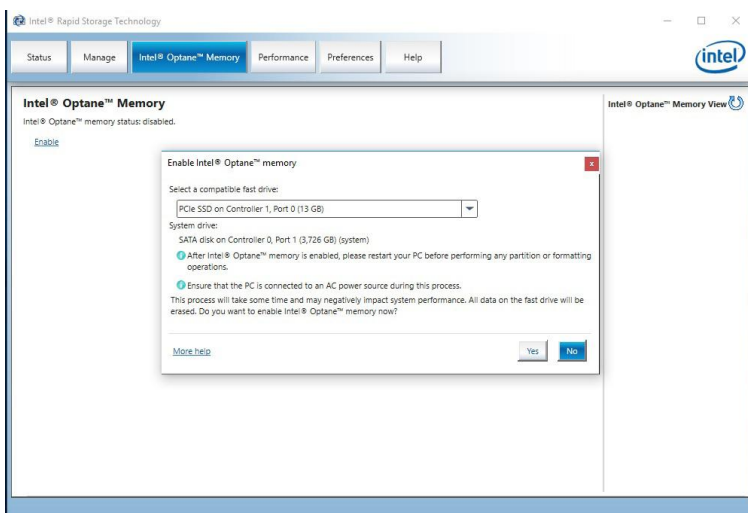 Intel® Rapid Storage Technology
Status
Manage
Intel® Optane™ Memory
Performance
Preferences
Help
intel
Intel® Optane™ Memory
Intel® Optane™ memory status: disabled.
Enable
Intel® Optane™ Memory View
Enable Intel® Optane™ memory
x
Select a compatible fast drive:
PCIe SSD on Controller 1, Port 0 (13 GB)
System drive:
SATA disk on Controller 0, Port 1 (3,726 GB) (system)
After Intel® Optane™ memory is enabled, please restart your PC before performing any partition or formatting
operations.
Ensure that the PC is connected to an AC power source during this process.
This process will take some time and may negatively impact system performance. All data on the fast drive will be
erased. Do you want to enable Intel® Optane™ memory now?
More help
Yes
No